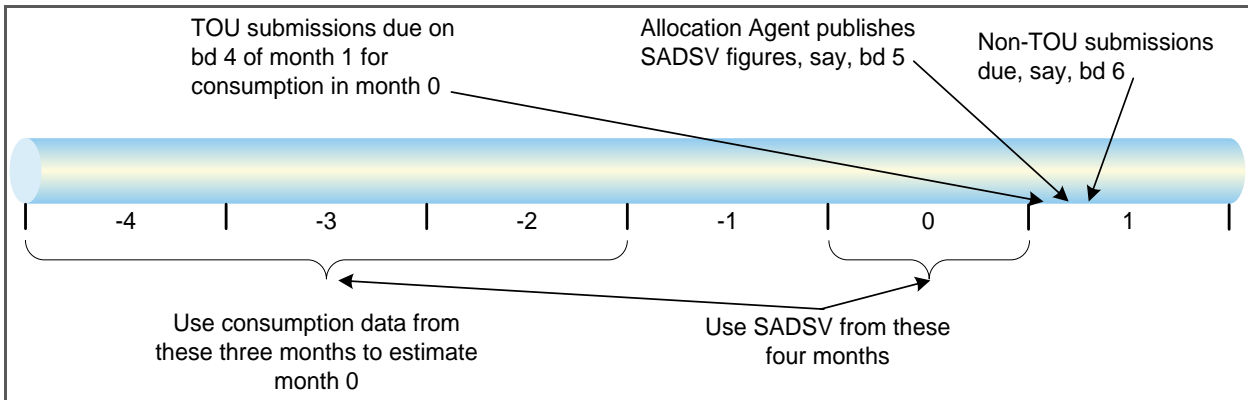 TOU submissions due on
bd 4 of month 1 for
consumption in month 0
Allocation Agent publishes
SADSV figures, say, bd 5
Non-TOU submissions
due, say, bd 6
-4 -3 -2 -1 0 1
Use consumption data from
these three months to estimate
month 0
Use SADSV from these
four months